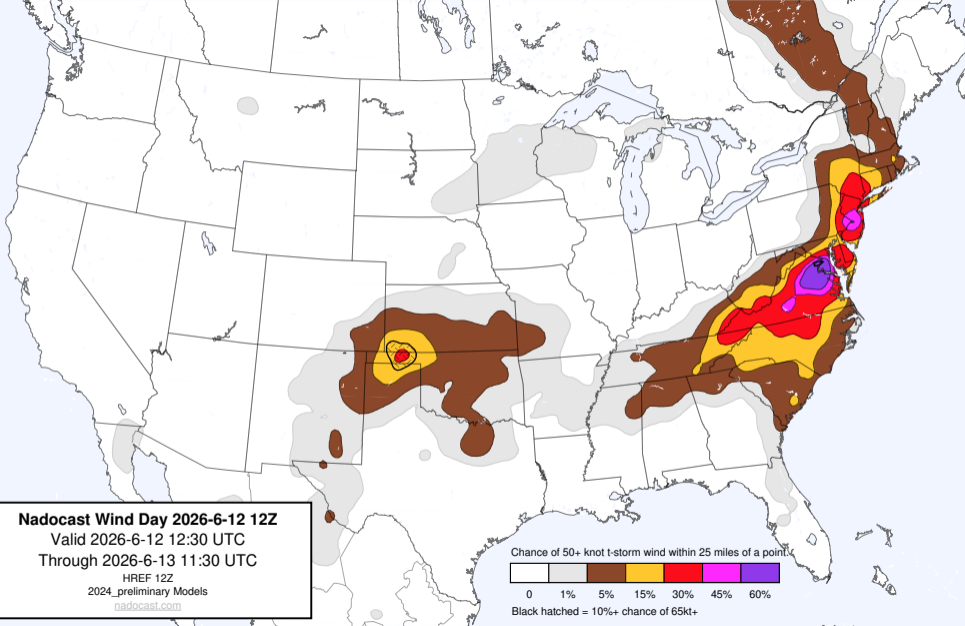 Nadocast Wind Day 2026-6-12 12Z
Valid 2026-6-12 12:30 UTC
Through 2026-6-13 11:30 UTC
HREF 12Z
2024_preliminary Models
nadocast.com
Chance of 50+ knot t-storm wind within 25 miles of a point.
0 1% 5% 15% 30% 45% 60%
Black hatched = 10%+ chance of 65kt+